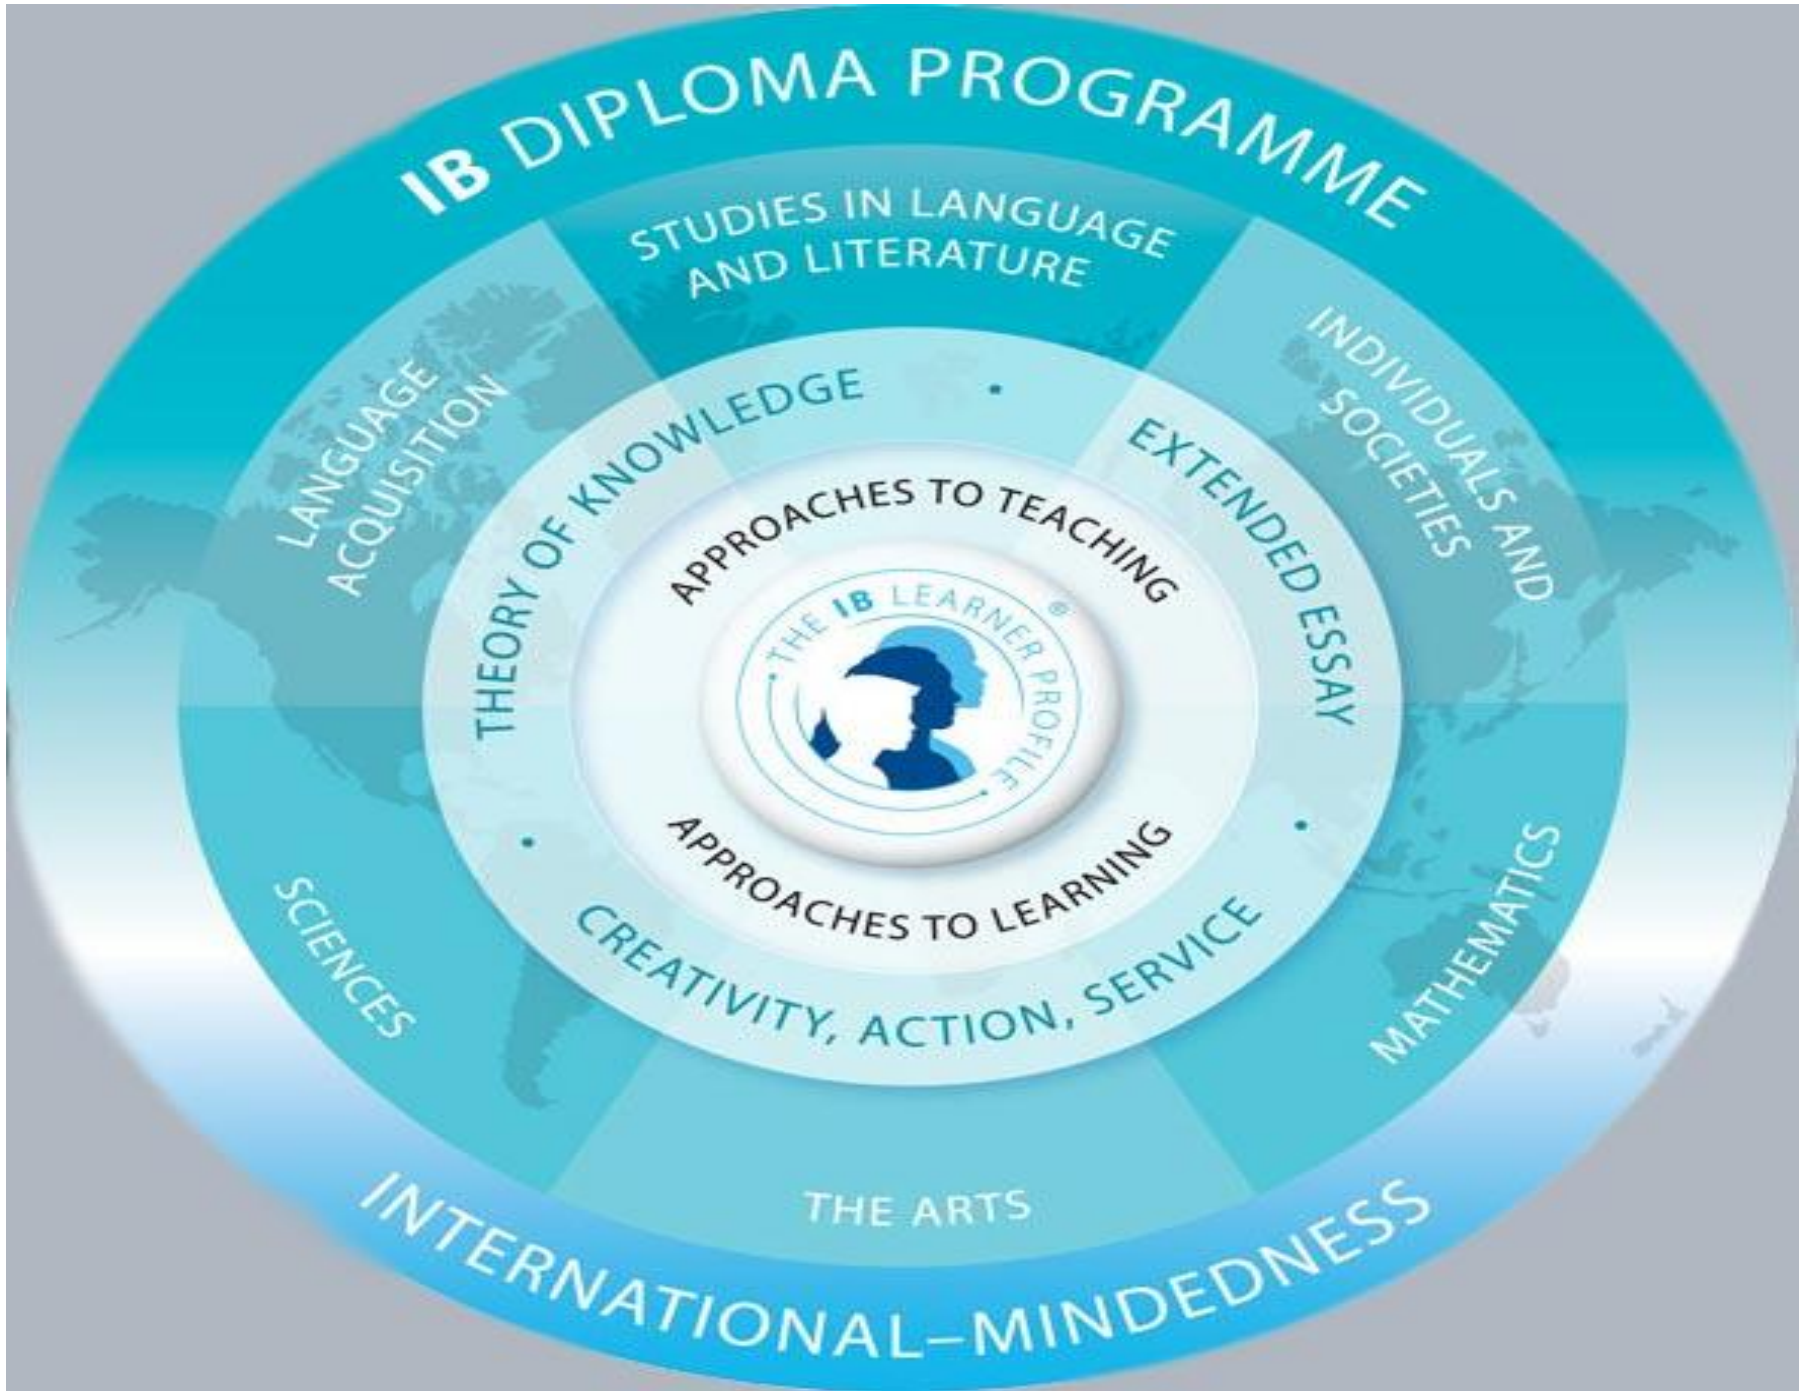 IB DIPLOMA PROGRAMME
STUDIES IN LANGUAGE
AND LITERATURE
LANGUAGE
ACQUISITION
INDIVIDUALS AND
SOCIETIES
THEORY OF KNOWLEDGE
•
EXTENDED ESSAY
APPROACHES TO TEACHING
• THE IB LEARNER PROFILE •
®
APPROACHES TO LEARNING
•
CREATIVITY, ACTION, SERVICE
•
SCIENCES
MATHEMATICS
THE ARTS
INTERNATIONAL–MINDEDNESS